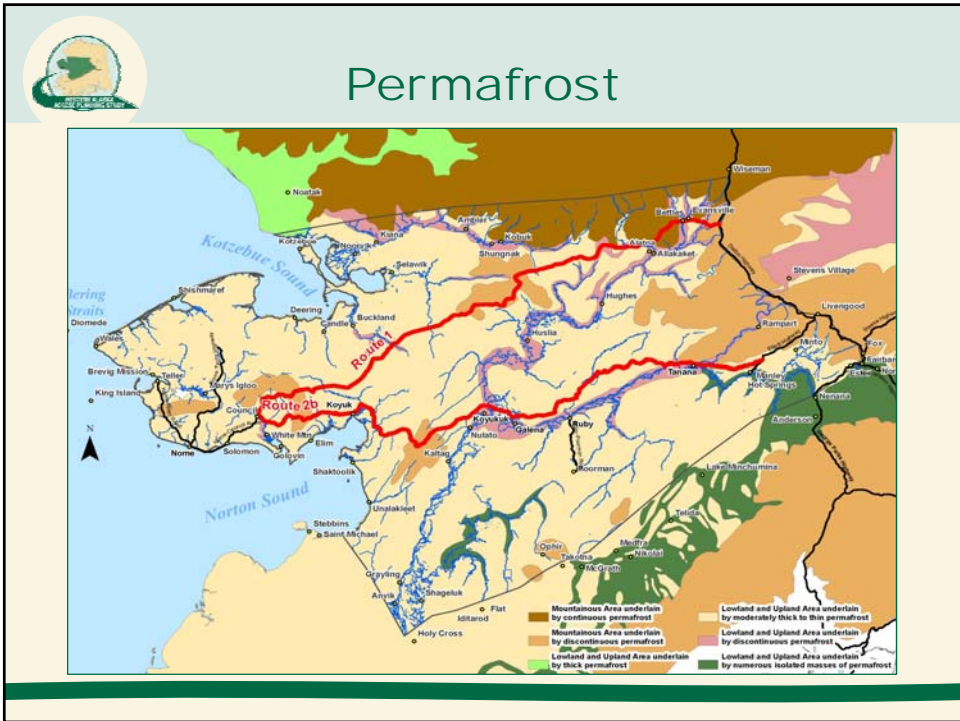 WESTERN ALASKA
ACCESS PLANNING STUDY
Permafrost
Wiseman
Noatak
Bettles
Evansville
Ambler
Kiana
Kobuk
Shungnak
Kotzebue
Noorvik
Kotzebue Sound
Alatna
Allakaket
Selawik
Stevens Village
Shishmaref
Bering
Straits
Diomede
Deering
Buckland
Candle
Hughes
Livengood
Rampart
Wales
Route 1
Huslia
Minto
Fox
Brevig Mission
Teller
Marys Igloo
Tanana
Manley
Hot Springs
King Island
Council
Route 2b
Koyuk
Koyukuk
Galena
Ruby
Nenana
Anderson
N
White Mtn
Elim
Nulato
Nome
Solomon
Golovin
Kaltag
Shaktoolik
Poorman
Lake Minchumina
Norton Sound
Unalakleet
Telida
Stebbins
Saint Michael
Ophir
Medfra
Nikolai
Takotna
McGrath
Grayling
Anvik
Shageluk
Flat
Iditarod
Holy Cross
Mountainous Area underlain
by continuous permafrost
Mountainous Area underlain
by discontinuous permafrost
Lowland and Upland Area underlain
by thick permafrost
Lowland and Upland Area underlain
by moderately thick to thin permafrost
Lowland and Upland Area underlain
by discontinuous permafrost
Lowland and Upland Area underlain
by numerous isolated masses of permafrost